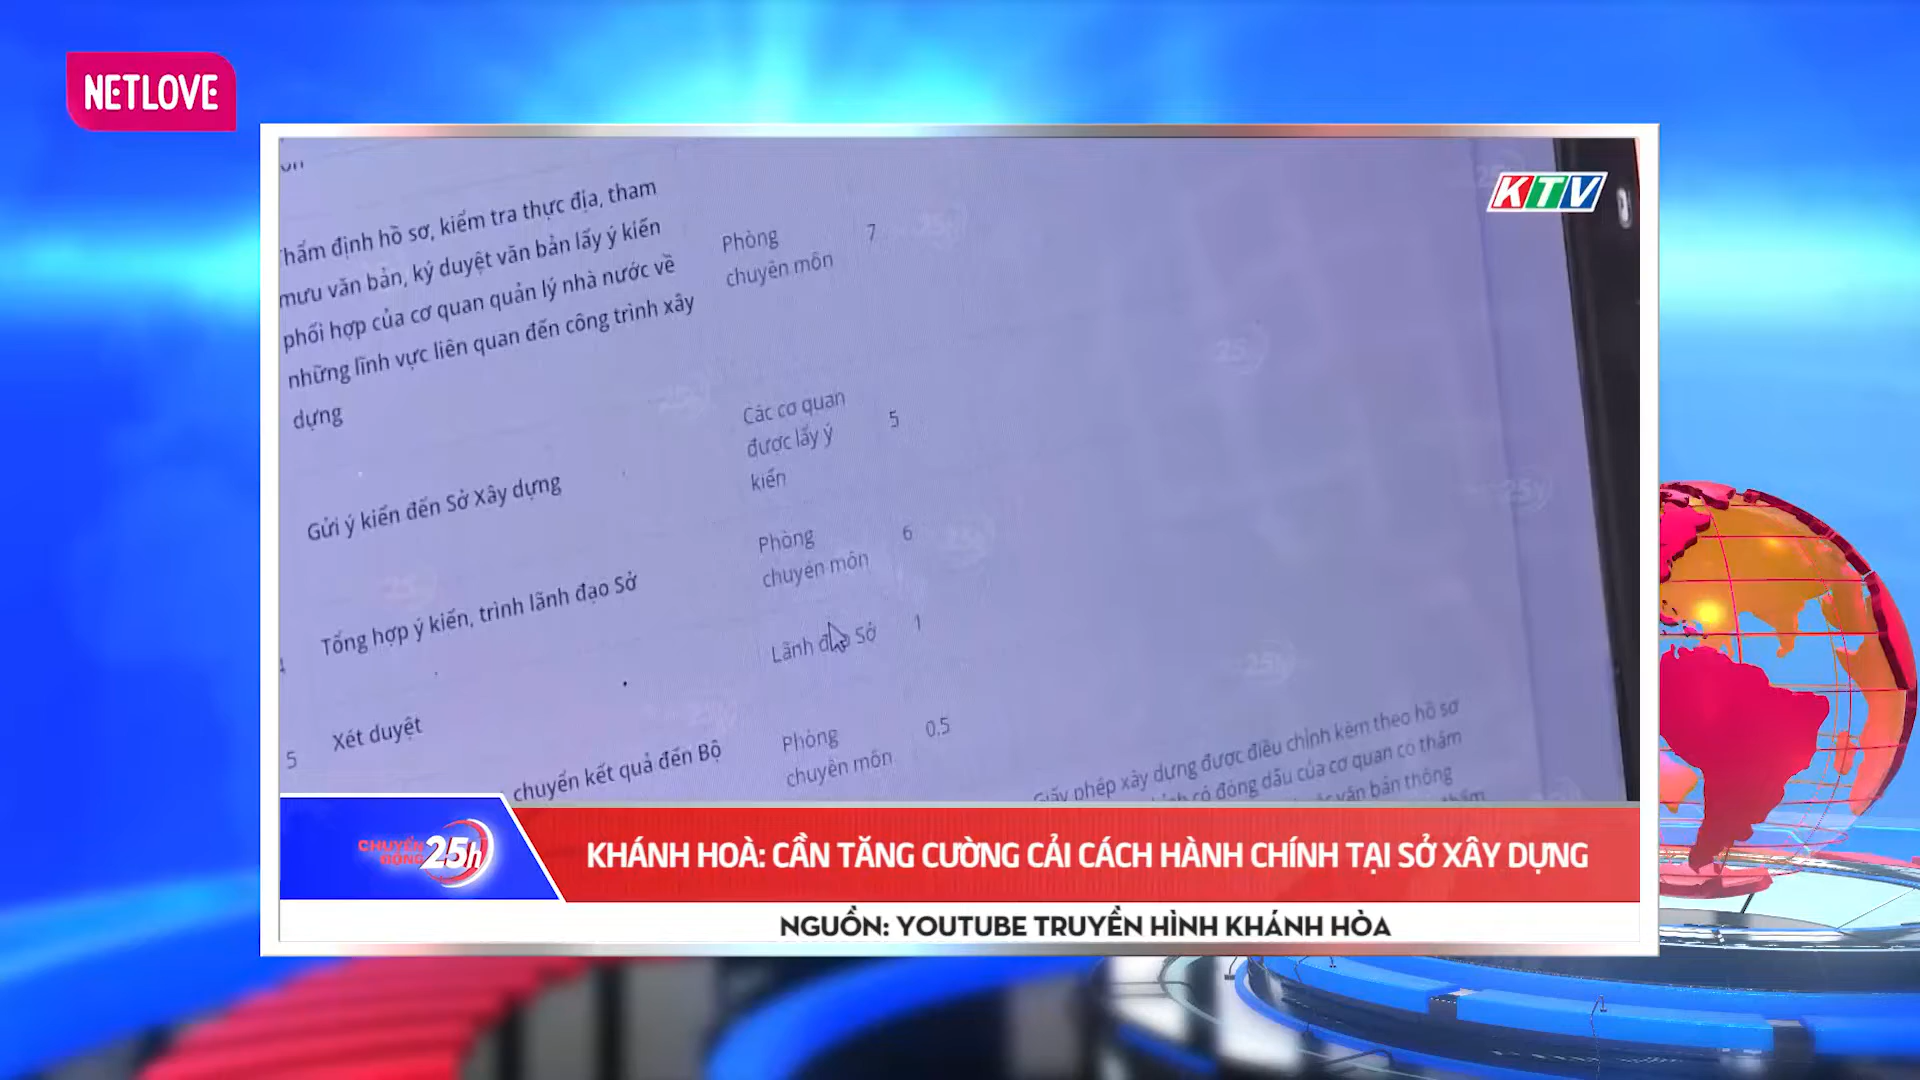 NETLOVE
KTV
Thẩm định hồ sơ, kiểm tra thực địa, tham
mưu văn bản, ký duyệt văn bản lấy ý kiến
phối hợp của cơ quan quản lý nhà nước về
những lĩnh vực liên quan đến công trình xây
dựng
Phòng
chuyên môn
7
Gửi ý kiến đến Sở Xây dựng
Các cơ quan
được lấy ý
kiến
5
Tổng hợp ý kiến, trình lãnh đạo Sở
Phòng
chuyên môn
6
5
Xét duyệt
Lãnh đạo Sở
1
chuyển kết quả đến Bộ
Phòng
chuyên môn
0,5
Giấy phép xây dựng được điều chỉnh kèm theo hồ sơ
có đóng dấu của cơ quan có thẩm
văn bản thông
CHUYỂN
ĐỘNG
25h
KHÁNH HOÀ: CẦN TĂNG CƯỜNG CẢI CÁCH HÀNH CHÍNH TẠI SỞ XÂY DỰNG
NGUỒN: YOUTUBE TRUYỀN HÌNH KHÁNH HÒA